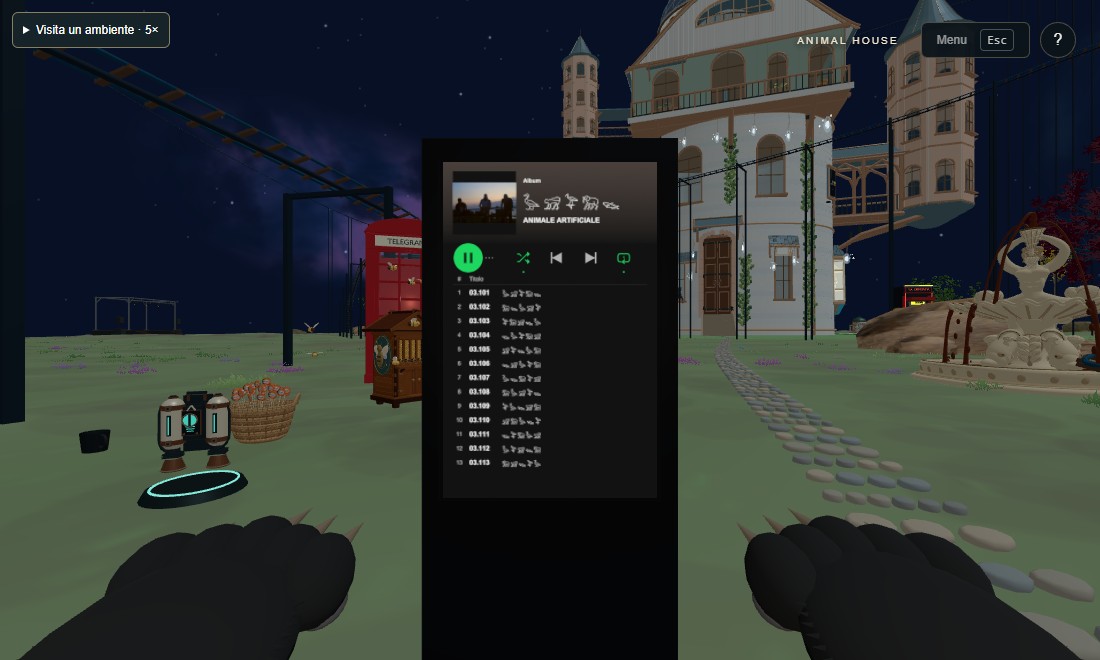 Visita un ambiente · 5×
ANIMAL HOUSE
Menu Esc
?
TELEGRAM
Album
ANIMALE ARTIFICIALE
# Titolo
1 03.101
2 03.102
3 03.103
4 03.104
5 03.105
6 03.106
7 03.107
8 03.108
9 03.109
10 03.110
11 03.111
12 03.112
13 03.113